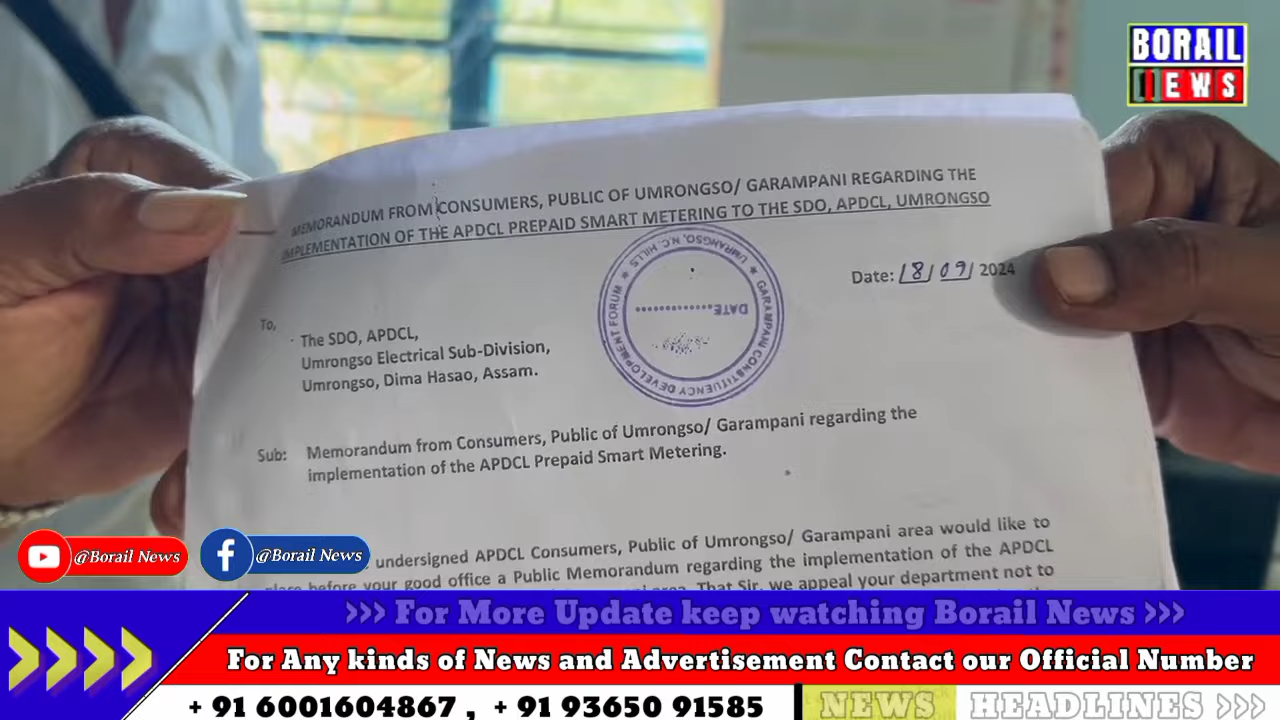 BORAIL
NEWS
MEMORANDUM FROM CONSUMERS, PUBLIC OF UMRONGSO/ GARAMPANI REGARDING THE
IMPLEMENTATION OF THE APDCL PREPAID SMART METERING TO THE SDO, APDCL, UMRONGSO
Date: 18/09/2024
To,
The SDO, APDCL,
Umrongso Electrical Sub-Division,
Umrongso, Dima Hasao, Assam.
GARAMPANI CONSTITUENCY DEVELOPMENT FORUM
UMRANGSO, N.C. HILLS
DATE
Sub: Memorandum from Consumers, Public of Umrongso/ Garampani regarding the
implementation of the APDCL Prepaid Smart Metering.
undersigned APDCL Consumers, Public of Umrongso/ Garampani area would like to
place before your good office a Public Memorandum regarding the implementation of the APDCL
area. That Sir, we appeal your department not to
@Borail News
@Borail News
>>> For More Update keep watching Borail News >>>
For Any kinds of News and Advertisement Contact our Official Number
+ 91 6001604867 , + 91 93650 91585
NEWS HEADLINES >>>